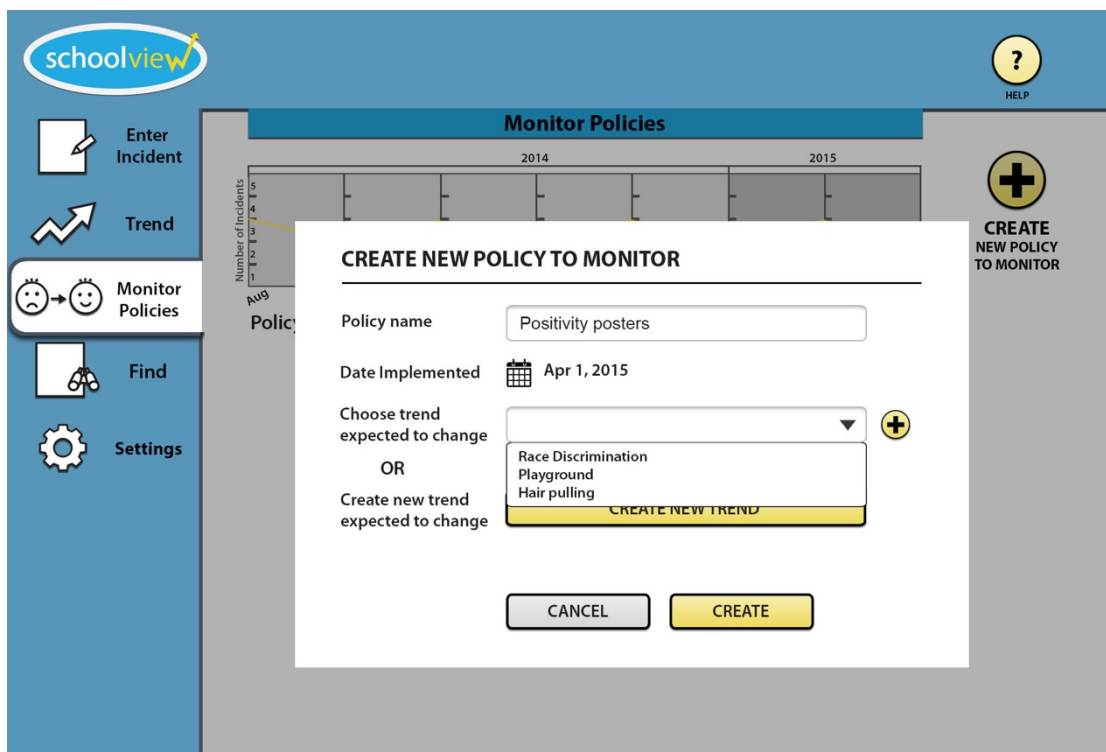 schoolview
?
HELP
Enter
Incident
Trend
Monitor
Policies
Find
Settings
Monitor Policies
2014
2015
Number of Incidents
5
4
3
2
1
Aug
CREATE
NEW POLICY
TO MONITOR
CREATE NEW POLICY TO MONITOR
Policy name
Positivity posters
Date Implemented
Apr 1, 2015
Choose trend
expected to change
Race Discrimination
Playground
Hair pulling
OR
Create new trend
expected to change
CREATE NEW TREND
CANCEL
CREATE